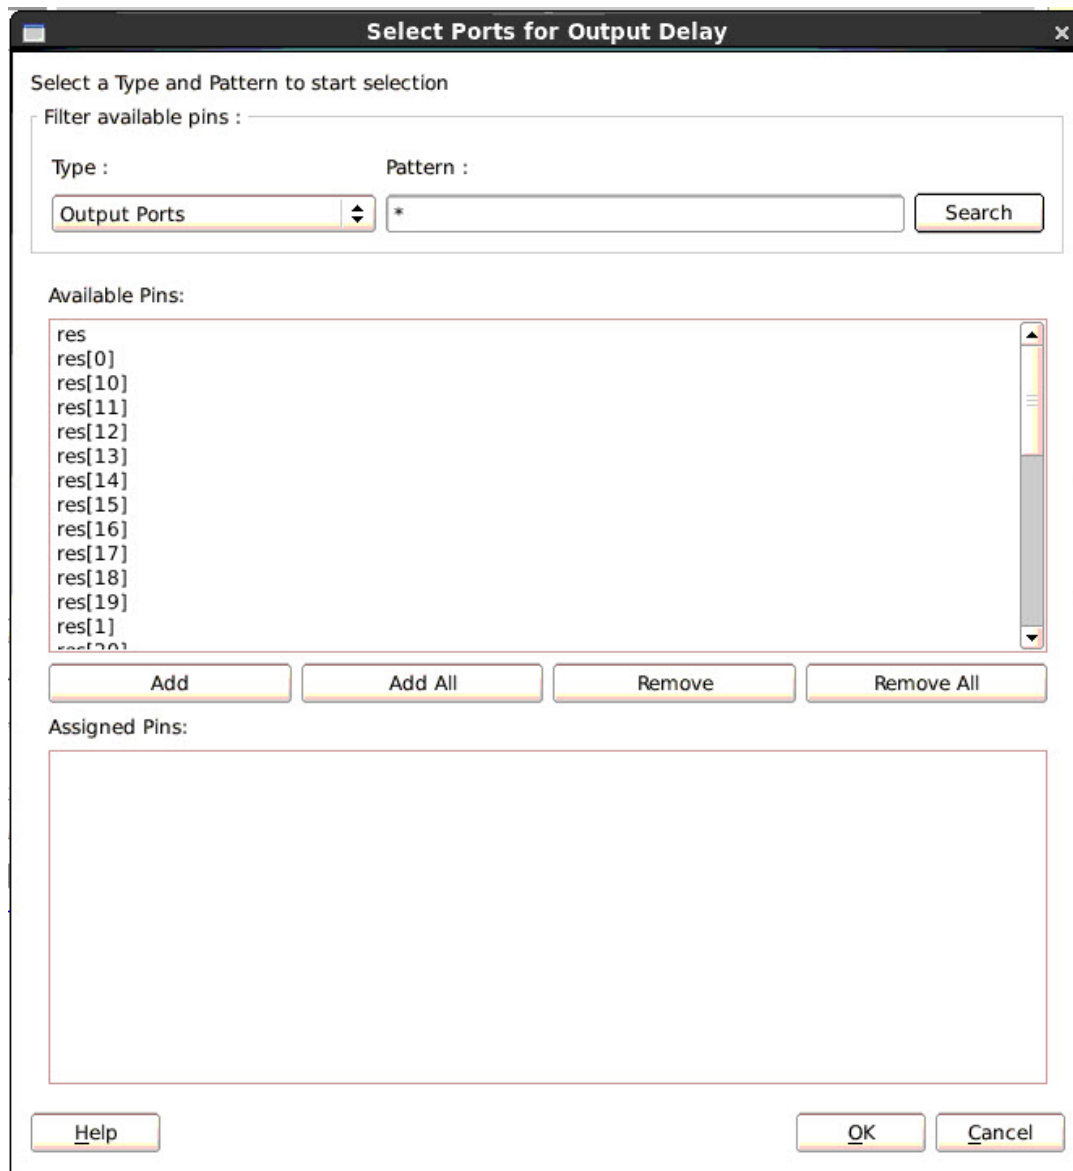 Select Ports for Output Delay
Select a Type and Pattern to start selection
Filter available pins :
Type : Pattern :
Output Ports * Search
Available Pins:
res
res[0]
res[10]
res[11]
res[12]
res[13]
res[14]
res[15]
res[16]
res[17]
res[18]
res[19]
res[1]
res[20]
Add Add All Remove Remove All
Assigned Pins:
Help OK Cancel